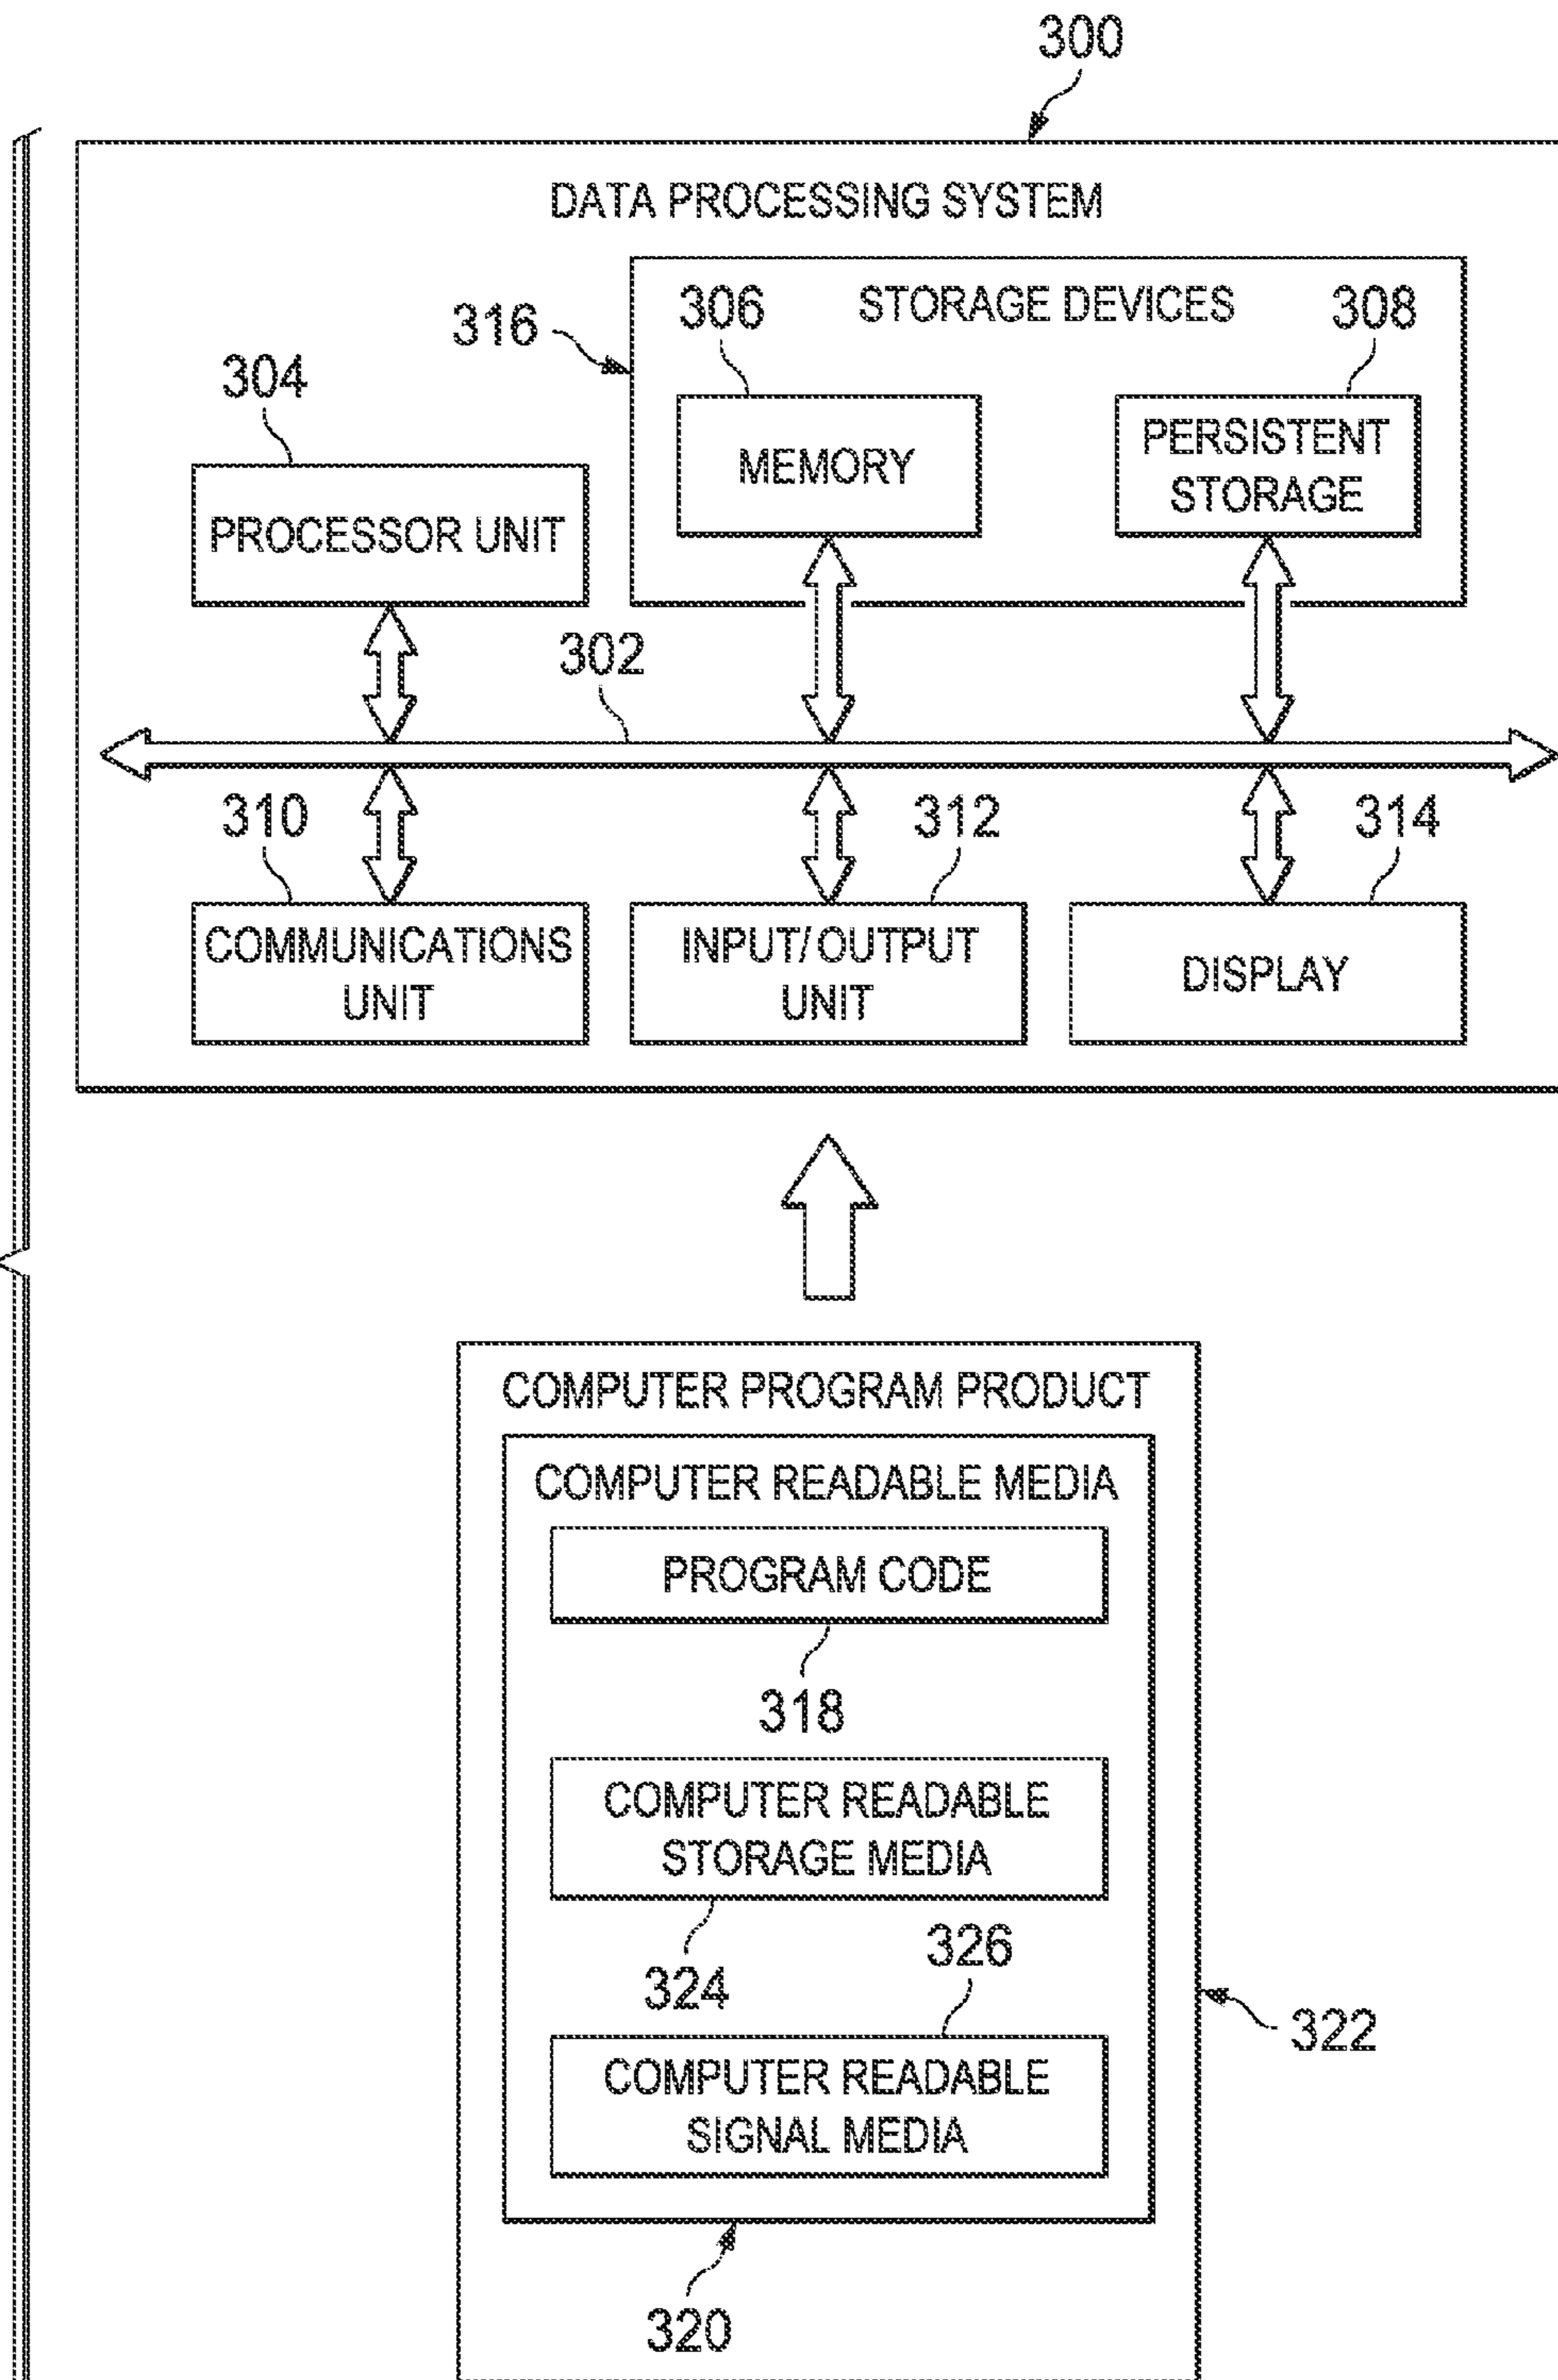 300
DATA PROCESSING SYSTEM
316
306
STORAGE DEVICES
308
304
MEMORY
PERSISTENT
STORAGE
PROCESSOR UNIT
302
310
312
314
COMMUNICATIONS
UNIT
INPUT/OUTPUT
UNIT
DISPLAY
COMPUTER PROGRAM PRODUCT
COMPUTER READABLE MEDIA
PROGRAM CODE
318
COMPUTER READABLE
STORAGE MEDIA
324
326
322
COMPUTER READABLE
SIGNAL MEDIA
320